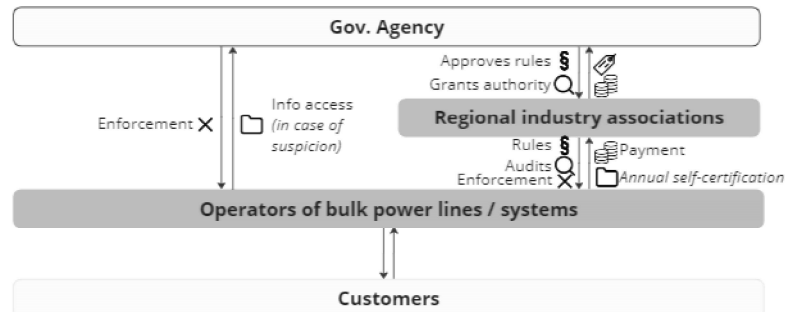 Gov. Agency
Approves rules §
Grants authority
Enforcement
Info access
(in case of
suspicion)
Regional industry associations
Rules §
Audits
Enforcement
Payment
Annual self-certification
Operators of bulk power lines / systems
Customers